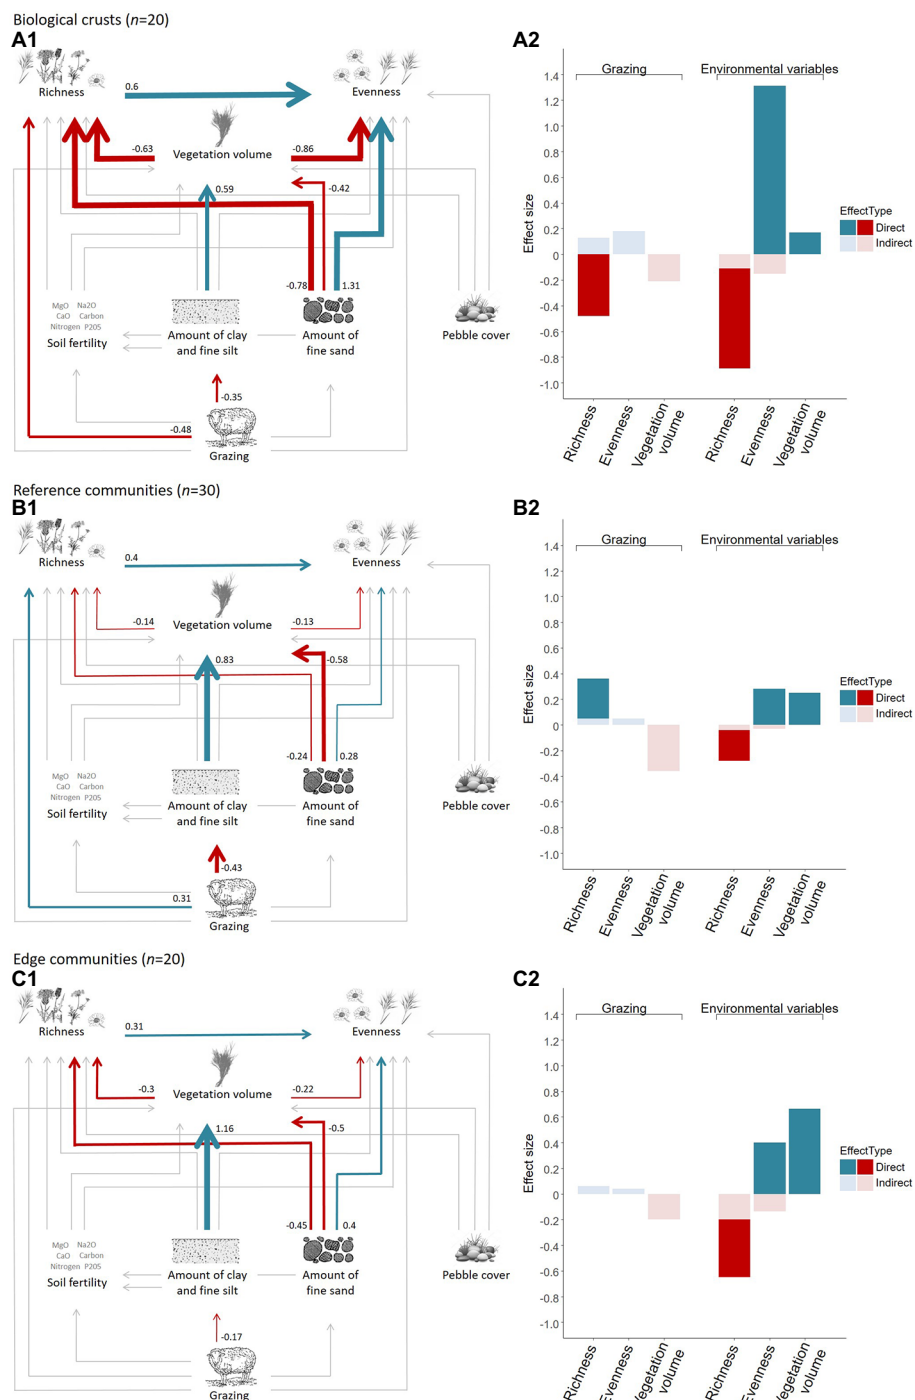 Biological crusts (n=20)
A1
Richness
Evenness
0.6
Vegetation volume
-0.63
-0.86
0.59
-0.42
-0.78
1.31
MgO Na2O
CaO Carbon
Nitrogen P205
Soil fertility
Amount of clay
and fine silt
Amount of
fine sand
Pebble cover
-0.35
-0.48
Grazing
A2
Grazing
Environmental variables
1.4
1.2
1.0
0.8
0.6
0.4
0.2
0
-0.2
-0.4
-0.6
-0.8
-1.0
Effect size
Richness
Evenness
Vegetation
volume
Richness
Evenness
Vegetation
volume
EffectType
Direct
Indirect
Reference communities (n=30)
B1
Richness
Evenness
0.4
Vegetation volume
-0.14
-0.13
0.83
-0.58
-0.24
0.28
MgO Na2O
CaO Carbon
Nitrogen P205
Soil fertility
Amount of clay
and fine silt
Amount of
fine sand
Pebble cover
-0.43
0.31
Grazing
B2
Grazing
Environmental variables
1.4
1.2
1.0
0.8
0.6
0.4
0.2
0
-0.2
-0.4
-0.6
-0.8
-1.0
Effect size
Richness
Evenness
Vegetation
volume
Richness
Evenness
Vegetation
volume
EffectType
Direct
Indirect
Edge communities (n=20)
C1
Richness
Evenness
0.31
Vegetation volume
-0.3
-0.22
1.16
-0.5
-0.45
0.4
MgO Na2O
CaO Carbon
Nitrogen P205
Soil fertility
Amount of clay
and fine silt
Amount of
fine sand
Pebble cover
-0.17
Grazing
C2
Grazing
Environmental variables
1.4
1.2
1.0
0.8
0.6
0.4
0.2
0
-0.2
-0.4
-0.6
-0.8
-1.0
Effect size
Richness
Evenness
Vegetation
volume
Richness
Evenness
Vegetation
volume
EffectType
Direct
Indirect